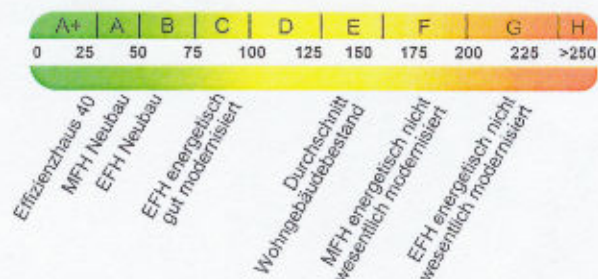 A+ A B C D E F G H
0 25 50 75 100 125 150 175 200 225 >250
Effizienzhaus 40
MFH Neubau
EFH Neubau
EFH energetisch
gut modernisiert
Durchschnitt
Wohngebäudebestand
MFH energetisch nicht
wesentlich modernisiert
EFH energetisch nicht
wesentlich modernisiert